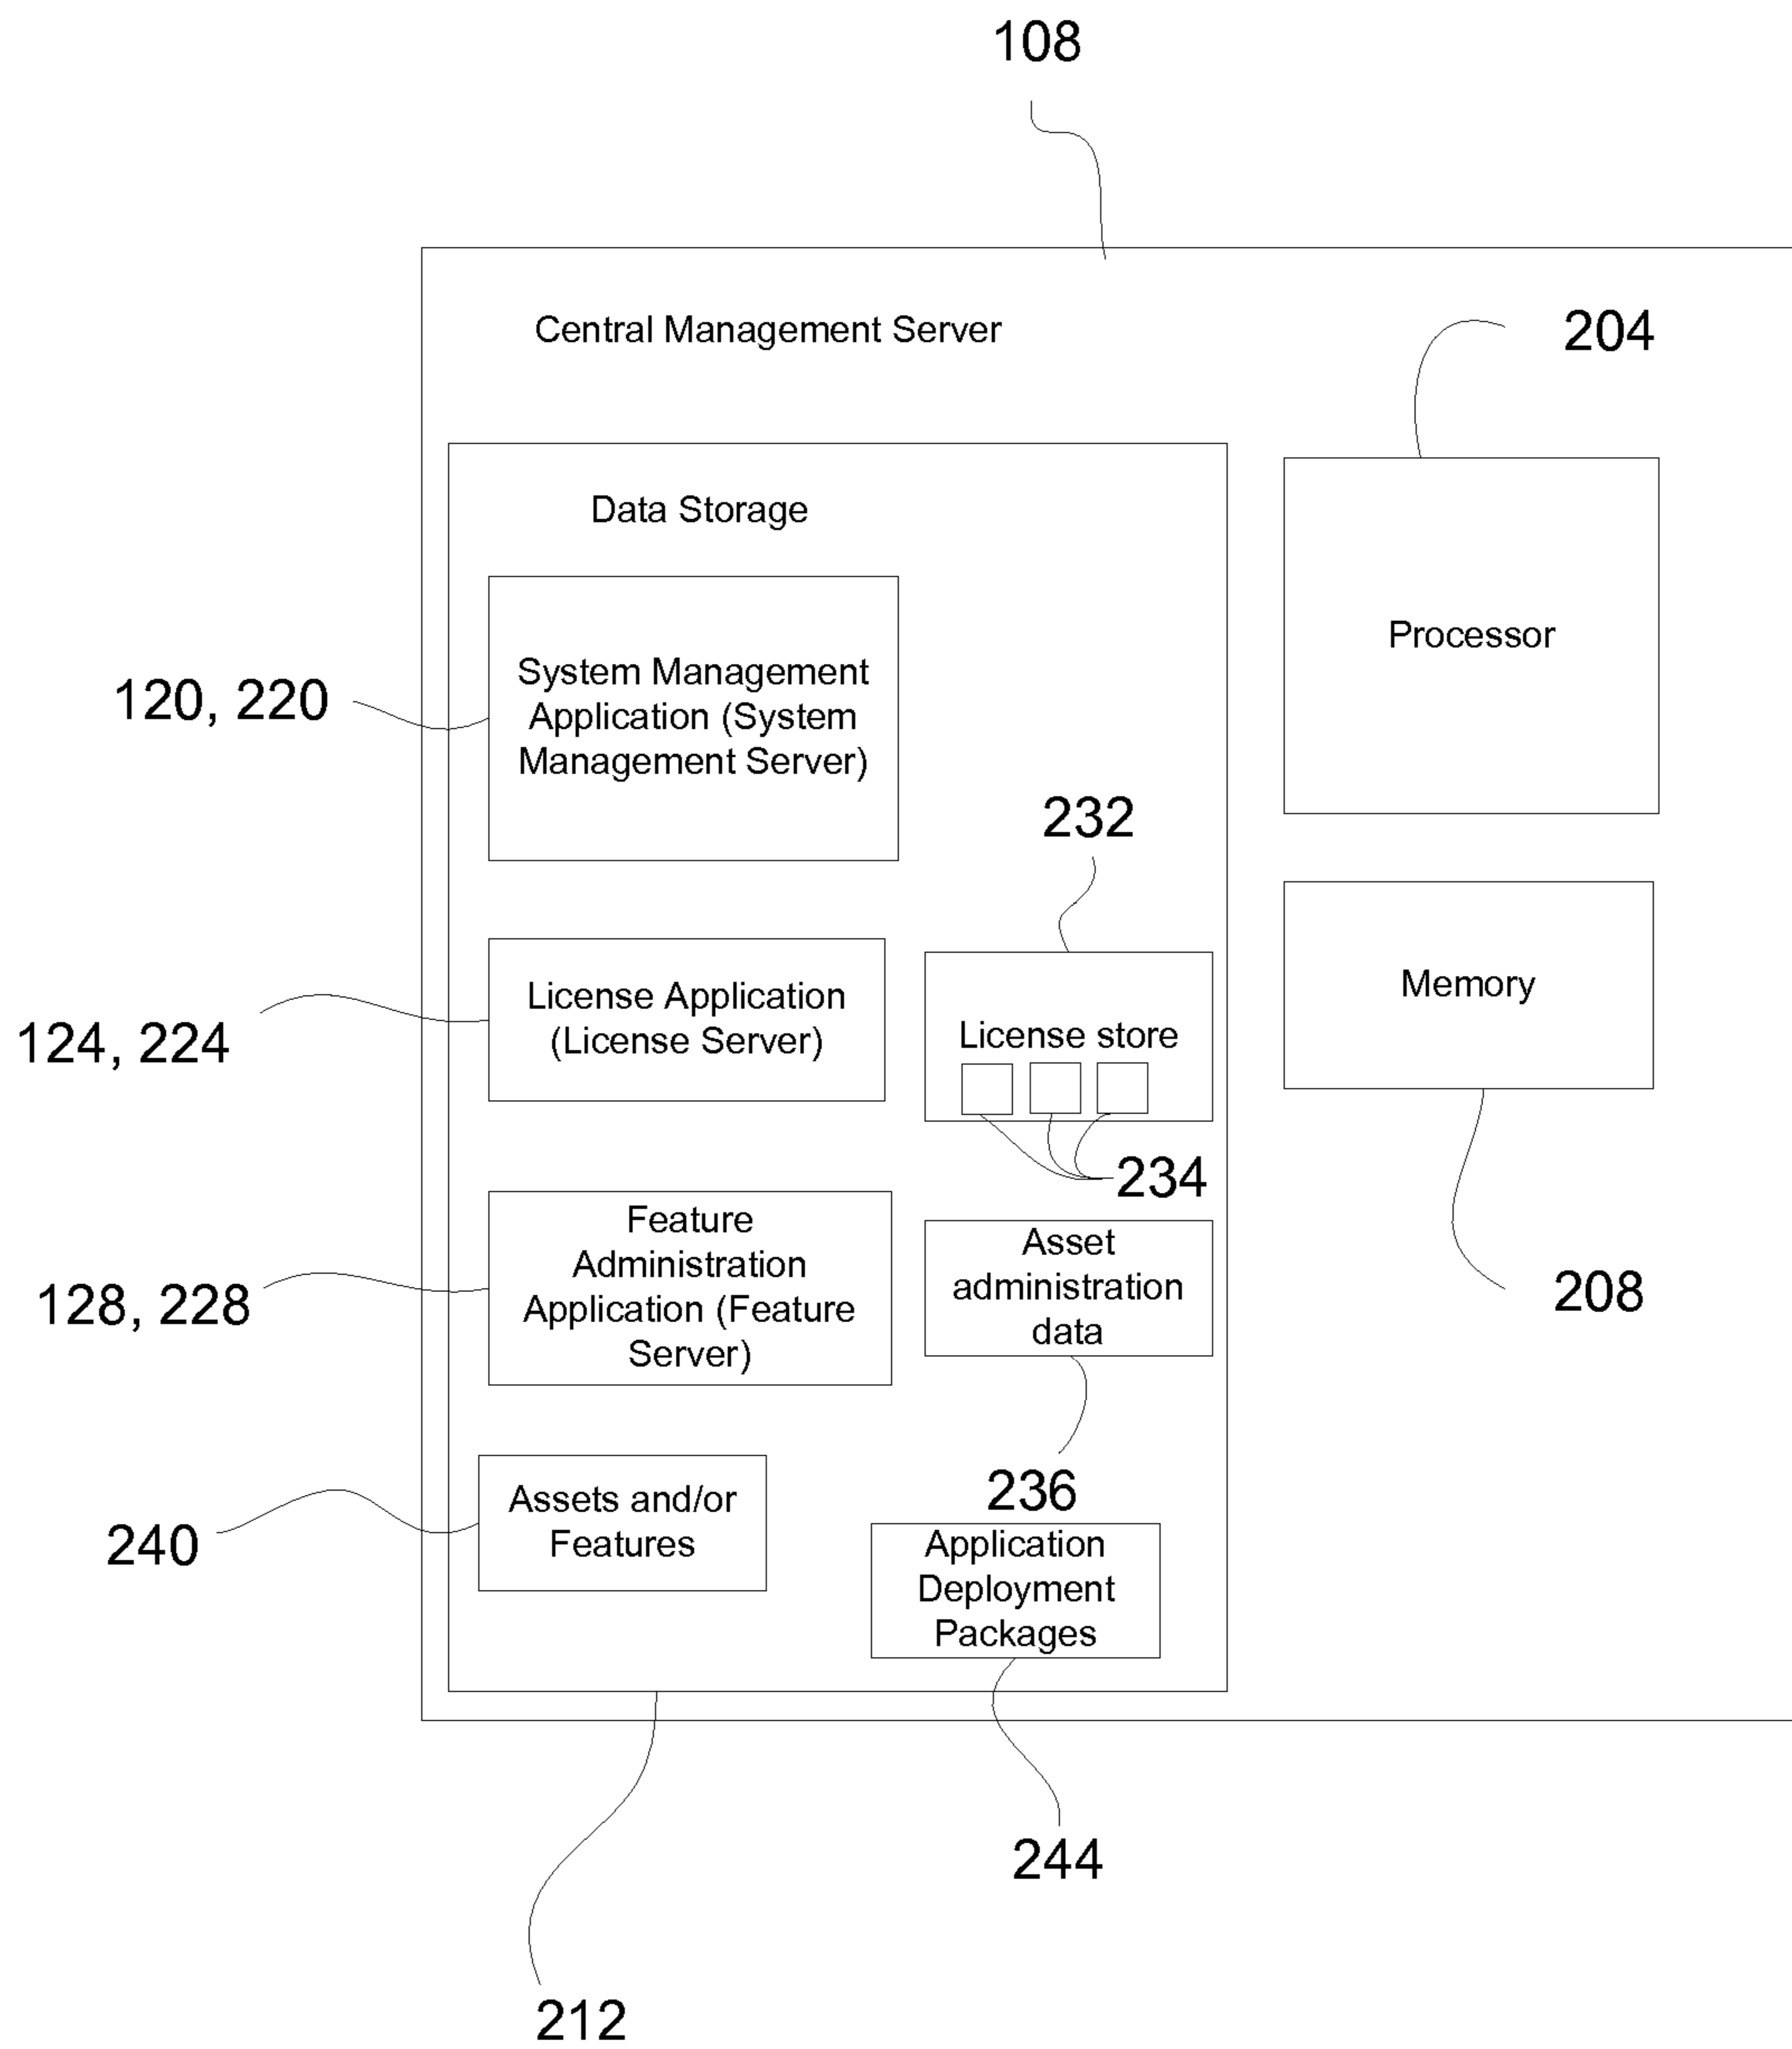 108
Central Management Server
204
Data Storage
Processor
System Management
Application (System
Management Server)
120, 220
232
Memory
License Application
(License Server)
124, 224
License store
234
208
Feature
Administration
Application (Feature
Server)
128, 228
Asset
administration
data
236
Assets and/or
Features
240
Application
Deployment
Packages
244
212